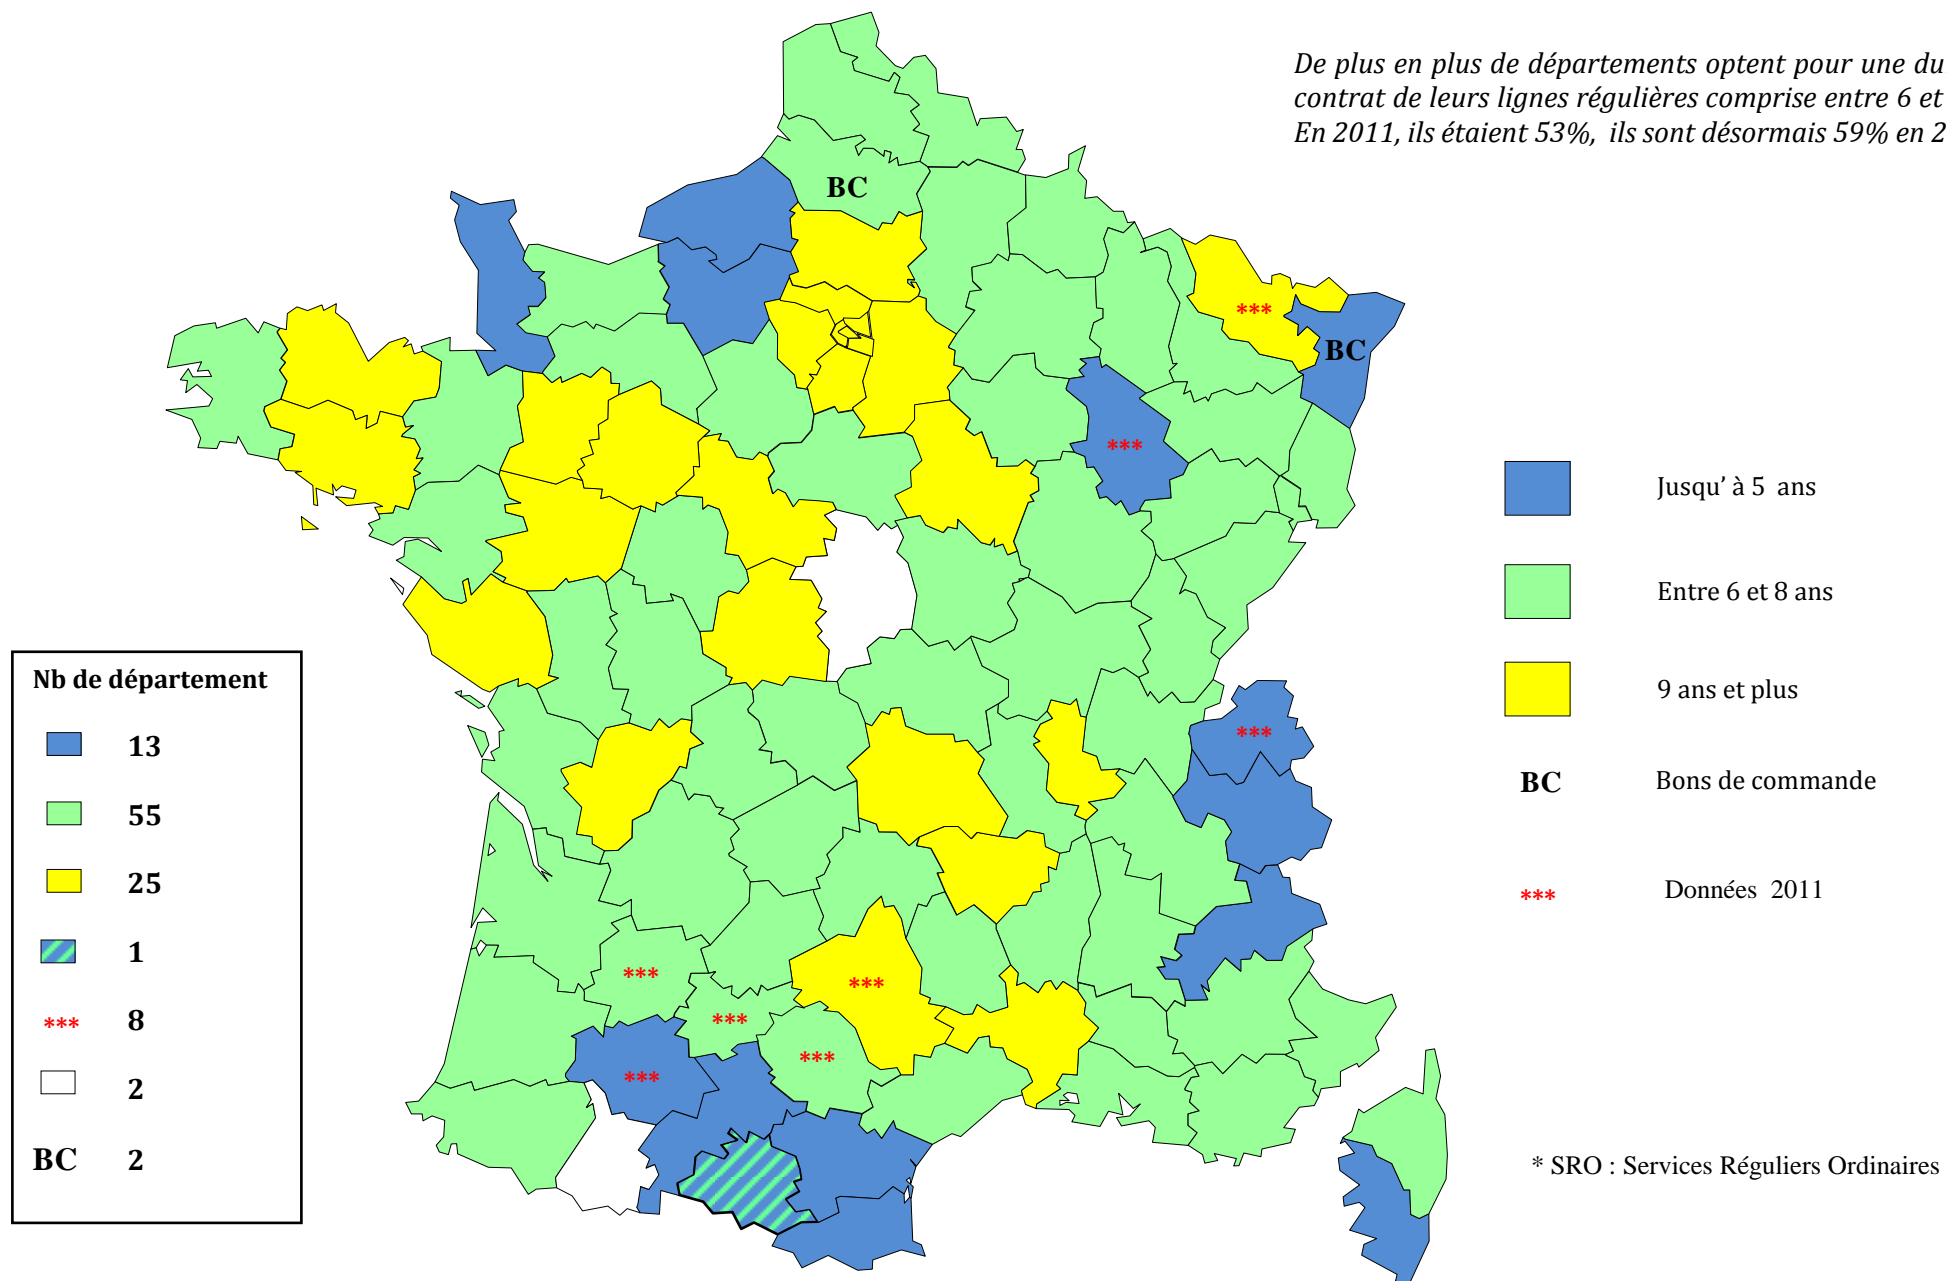 De plus en plus de départements optent pour une du
contrat de leurs lignes régulières comprise entre 6 et
En 2011, ils étaient 53%, ils sont désormais 59% en 2
BC
***
BC
***
***
***
***
***
***
***
Jusqu' à 5 ans
Entre 6 et 8 ans
9 ans et plus
BC Bons de commande
*** Données 2011
* SRO : Services Réguliers Ordinaires
Nb de département
13
55
25
1
*** 8
2
BC 2